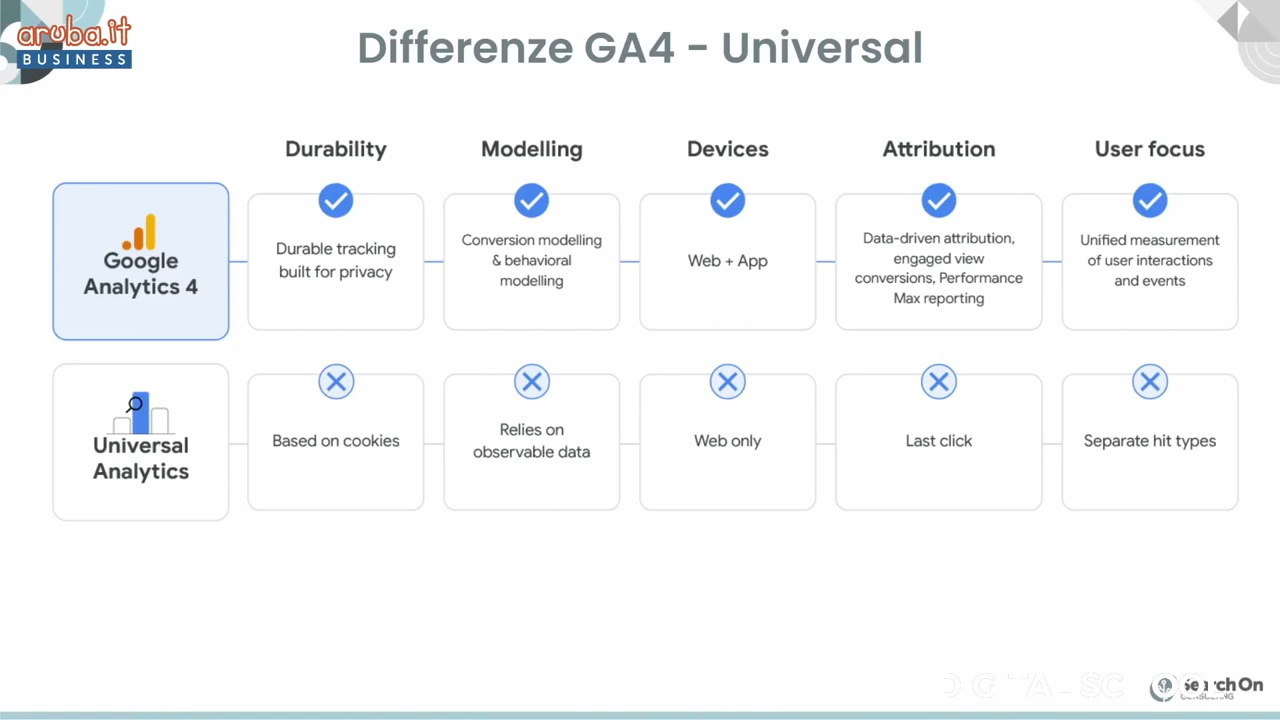 aruba.it
BUSINESS
Differenze GA4 - Universal
Durability
Modelling
Devices
Attribution
User focus
Google
Analytics 4
Durable tracking
built for privacy
Conversion modelling
& behavioral
modelling
Web + App
Data-driven attribution,
engaged view
conversions, Performance
Max reporting
Unified measurement
of user interactions
and events
Universal
Analytics
Based on cookies
Relies on
observable data
Web only
Last click
Separate hit types
SearchOn
CONSULTING